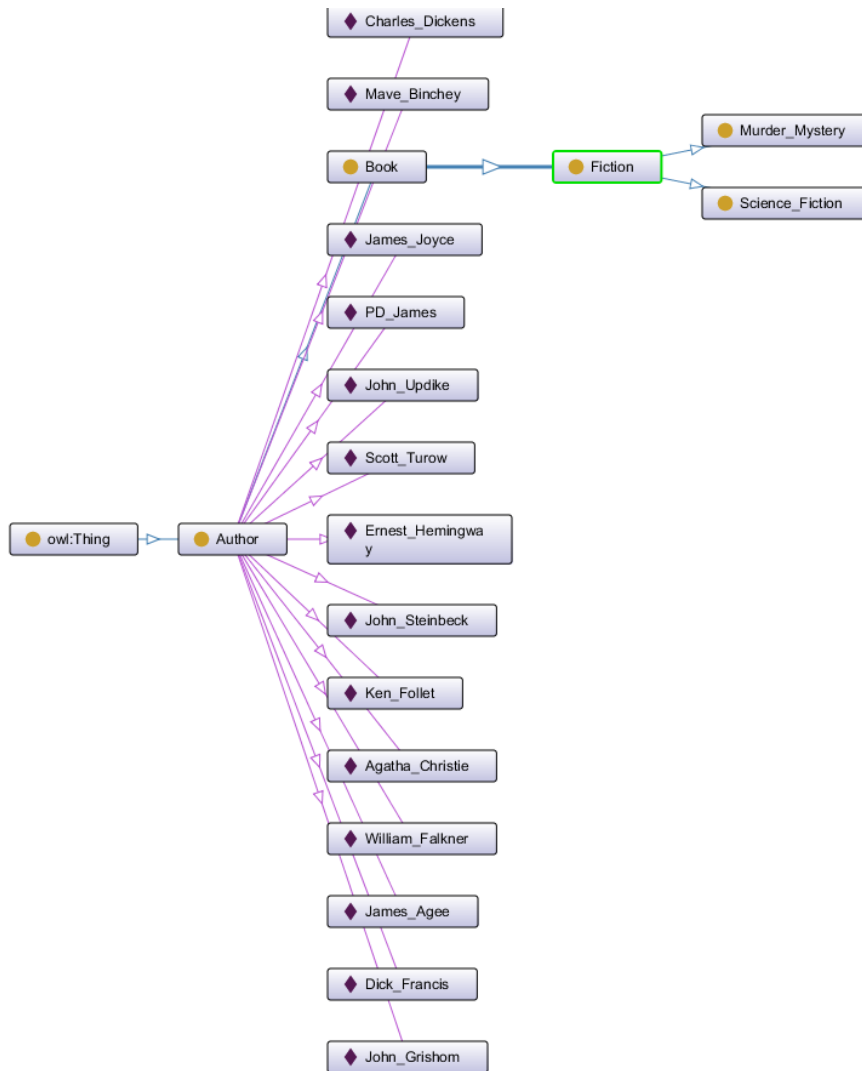 Charles_Dickens
Mave_Binchey
Book
Fiction
Murder_Mystery
Science_Fiction
James_Joyce
PD_James
John_Updike
Scott_Turow
owl:Thing
Author
Ernest_Hemingwa
y
John_Steinbeck
Ken_Follet
Agatha_Christie
William_Falkner
James_Agee
Dick_Francis
John_Grishom